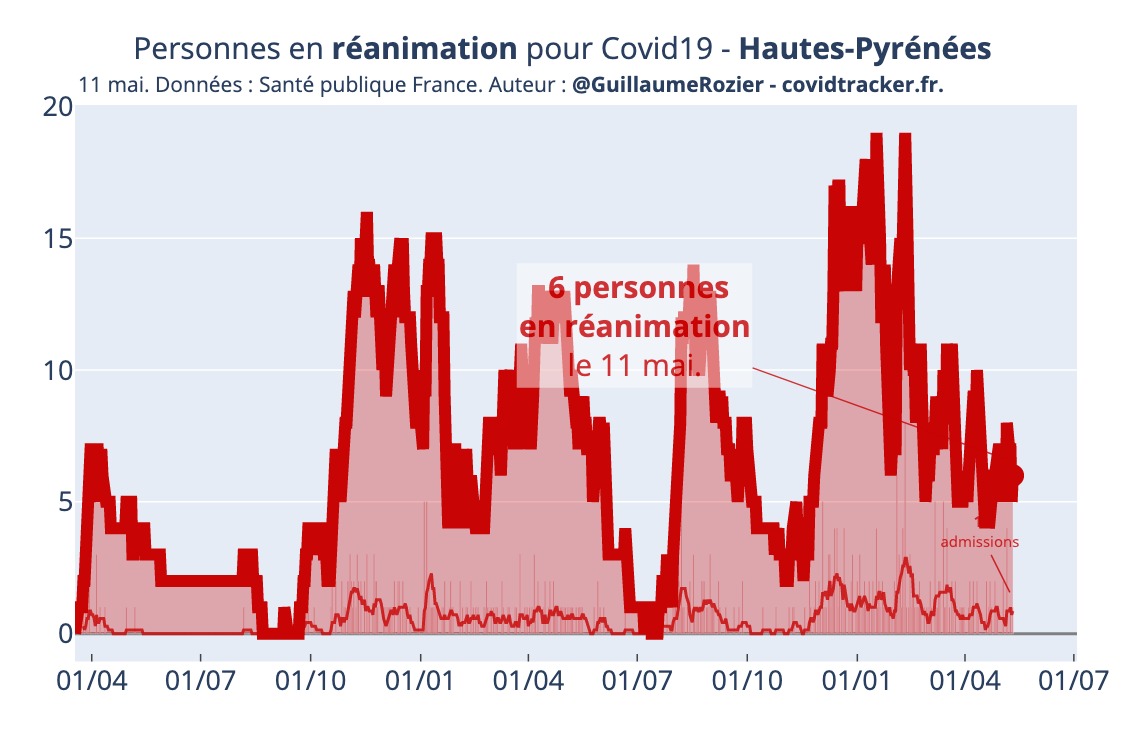 Personnes en réanimation pour Covid19 - Hautes-Pyrénées
11 mai. Données : Santé publique France. Auteur : @GuillaumeRozier - covidtracker.fr.
20
15
10
5
0
6 personnes
en réanimation
le 11 mai.
admissions
01/04 01/07 01/10 01/01 01/04 01/07 01/10 01/01 01/04 01/07